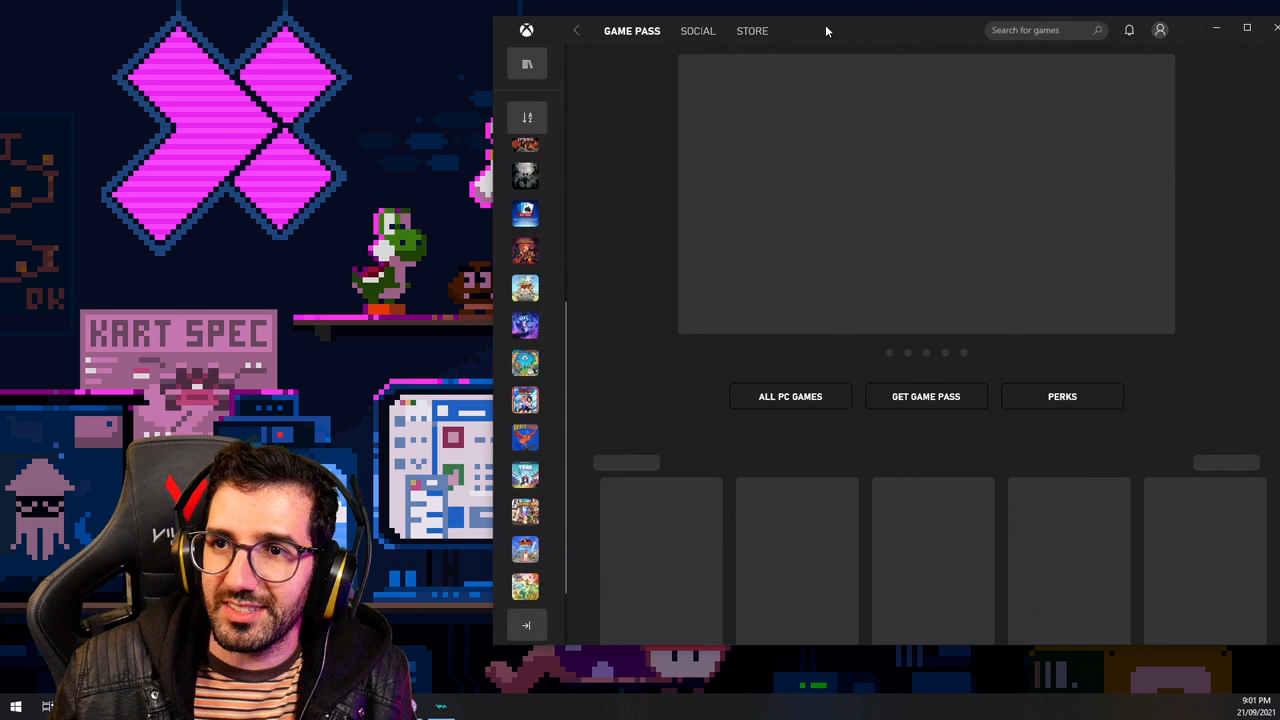 GAME PASS SOCIAL STORE
Search for games
ALL PC GAMES GET GAME PASS PERKS
KART SPEC
DK
9:01 PM
21/09/2021